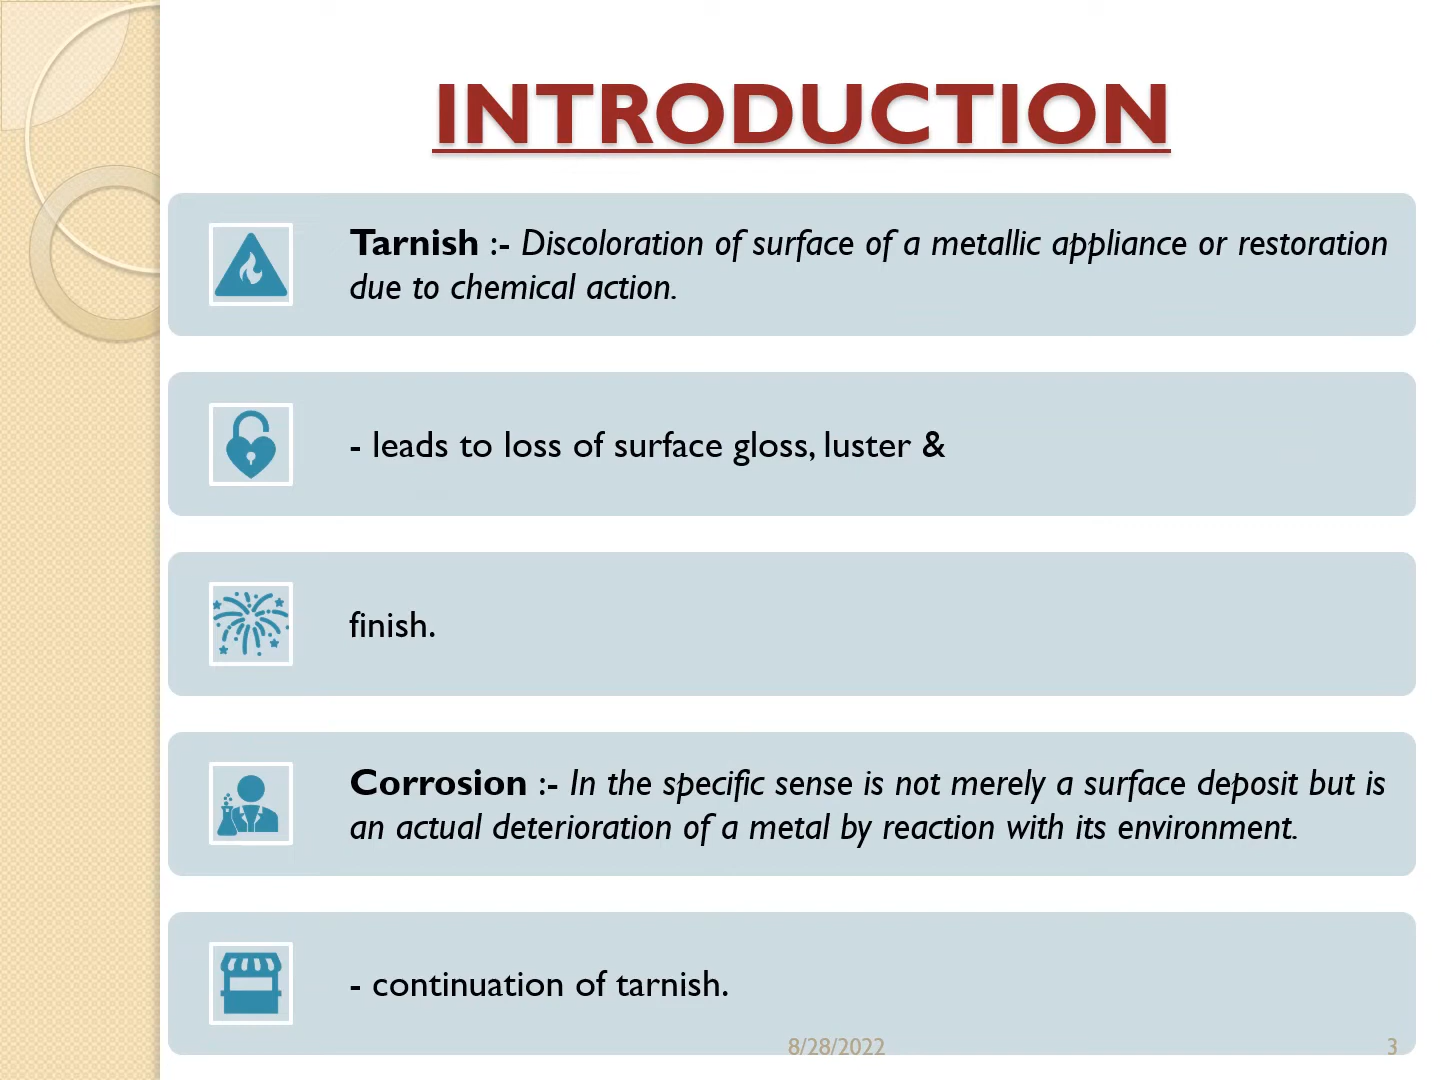 INTRODUCTION
Tarnish :- Discoloration of surface of a metallic appliance or restoration
due to chemical action.
- leads to loss of surface gloss, luster &
finish.
Corrosion :- In the specific sense is not merely a surface deposit but is
an actual deterioration of a metal by reaction with its environment.
- continuation of tarnish.
8/28/2022
3